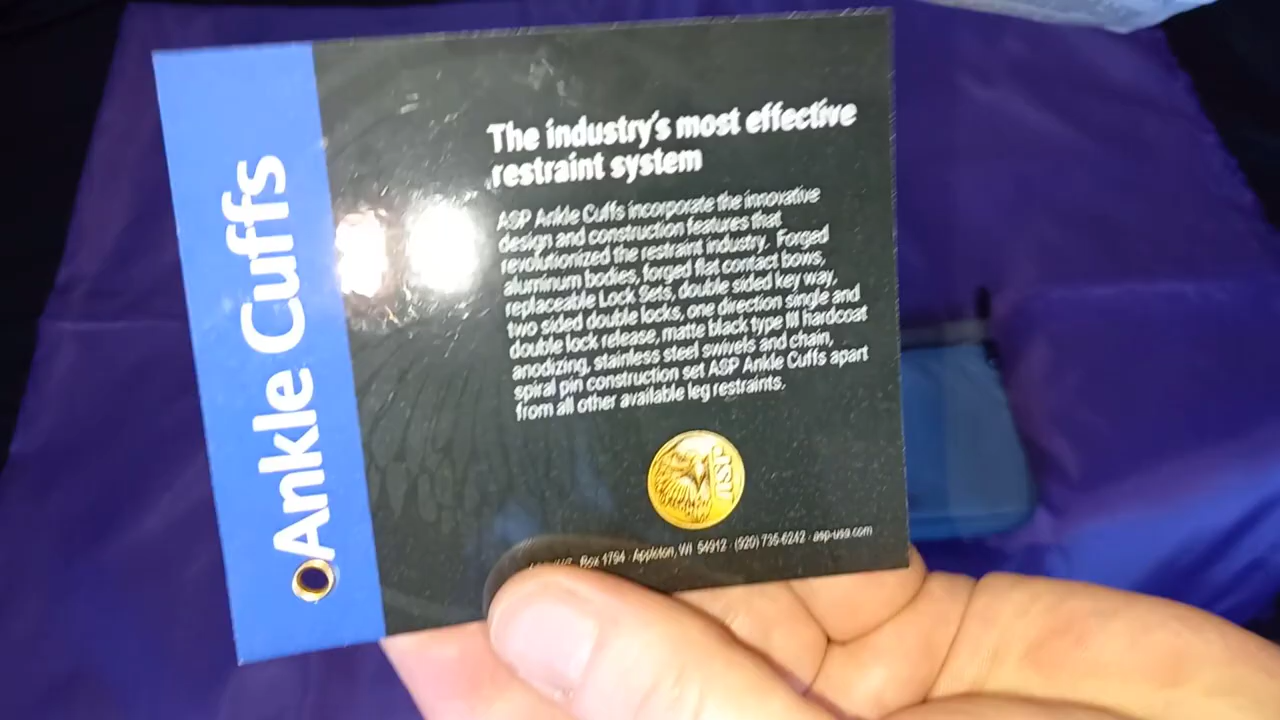 Ankle Cuffs
The industry's most effective
restraint system
ASP Ankle Cuffs incorporate the innovative
design and construction features that
revolutionized the restraint industry. Forged
aluminum bodies, forged flat contact bows,
replaceable Lock Sets, double sided key way,
two sided double locks, one direction single and
double lock release, matte black type III hardcoat
anodizing, stainless steel swivels and chain,
spiral pin construction set ASP Ankle Cuffs apart
from all other available leg restraints.
ASP
Box 1794 · Appleton, WI 54912 · (920) 735-6242 · asp-usa.com